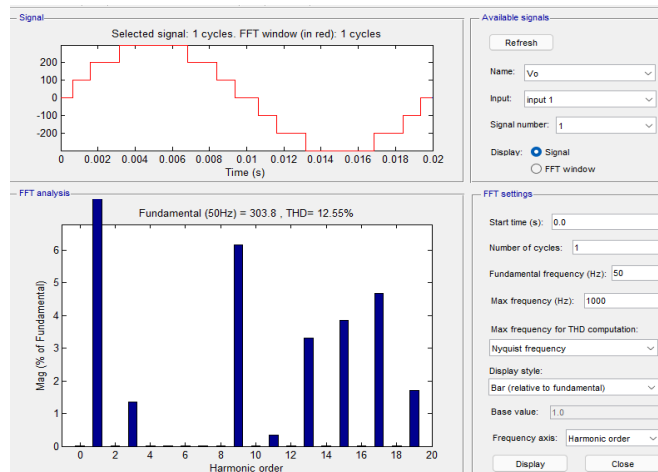 Signal
Selected signal: 1 cycles. FFT window (in red): 1 cycles
200
100
0
-100
-200
0 0.002 0.004 0.006 0.008 0.01 0.012 0.014 0.016 0.018 0.02
Time (s)
FFT analysis
Fundamental (50Hz) = 303.8 , THD= 12.55%
6
5
4
3
2
1
0
Mag (% of Fundamental)
0 2 4 6 8 10 12 14 16 18 20
Harmonic order
Available signals
Refresh
Name: Vo
Input: input 1
Signal number: 1
Display: Signal
FFT window
FFT settings
Start time (s): 0.0
Number of cycles: 1
Fundamental frequency (Hz): 50
Max frequency (Hz): 1000
Max frequency for THD computation:
Nyquist frequency
Display style:
Bar (relative to fundamental)
Base value: 1.0
Frequency axis: Harmonic order
Display Close